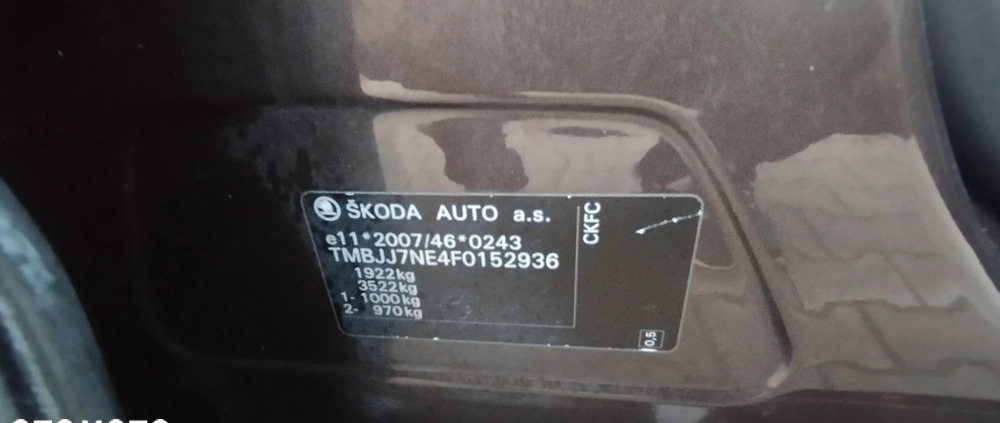 ŠKODA AUTO a.s.
e11*2007/46*0243
TMBJJ7NE4F0152936
1922kg
3522kg
1- 1000kg
2- 970kg
CKFC
0,5